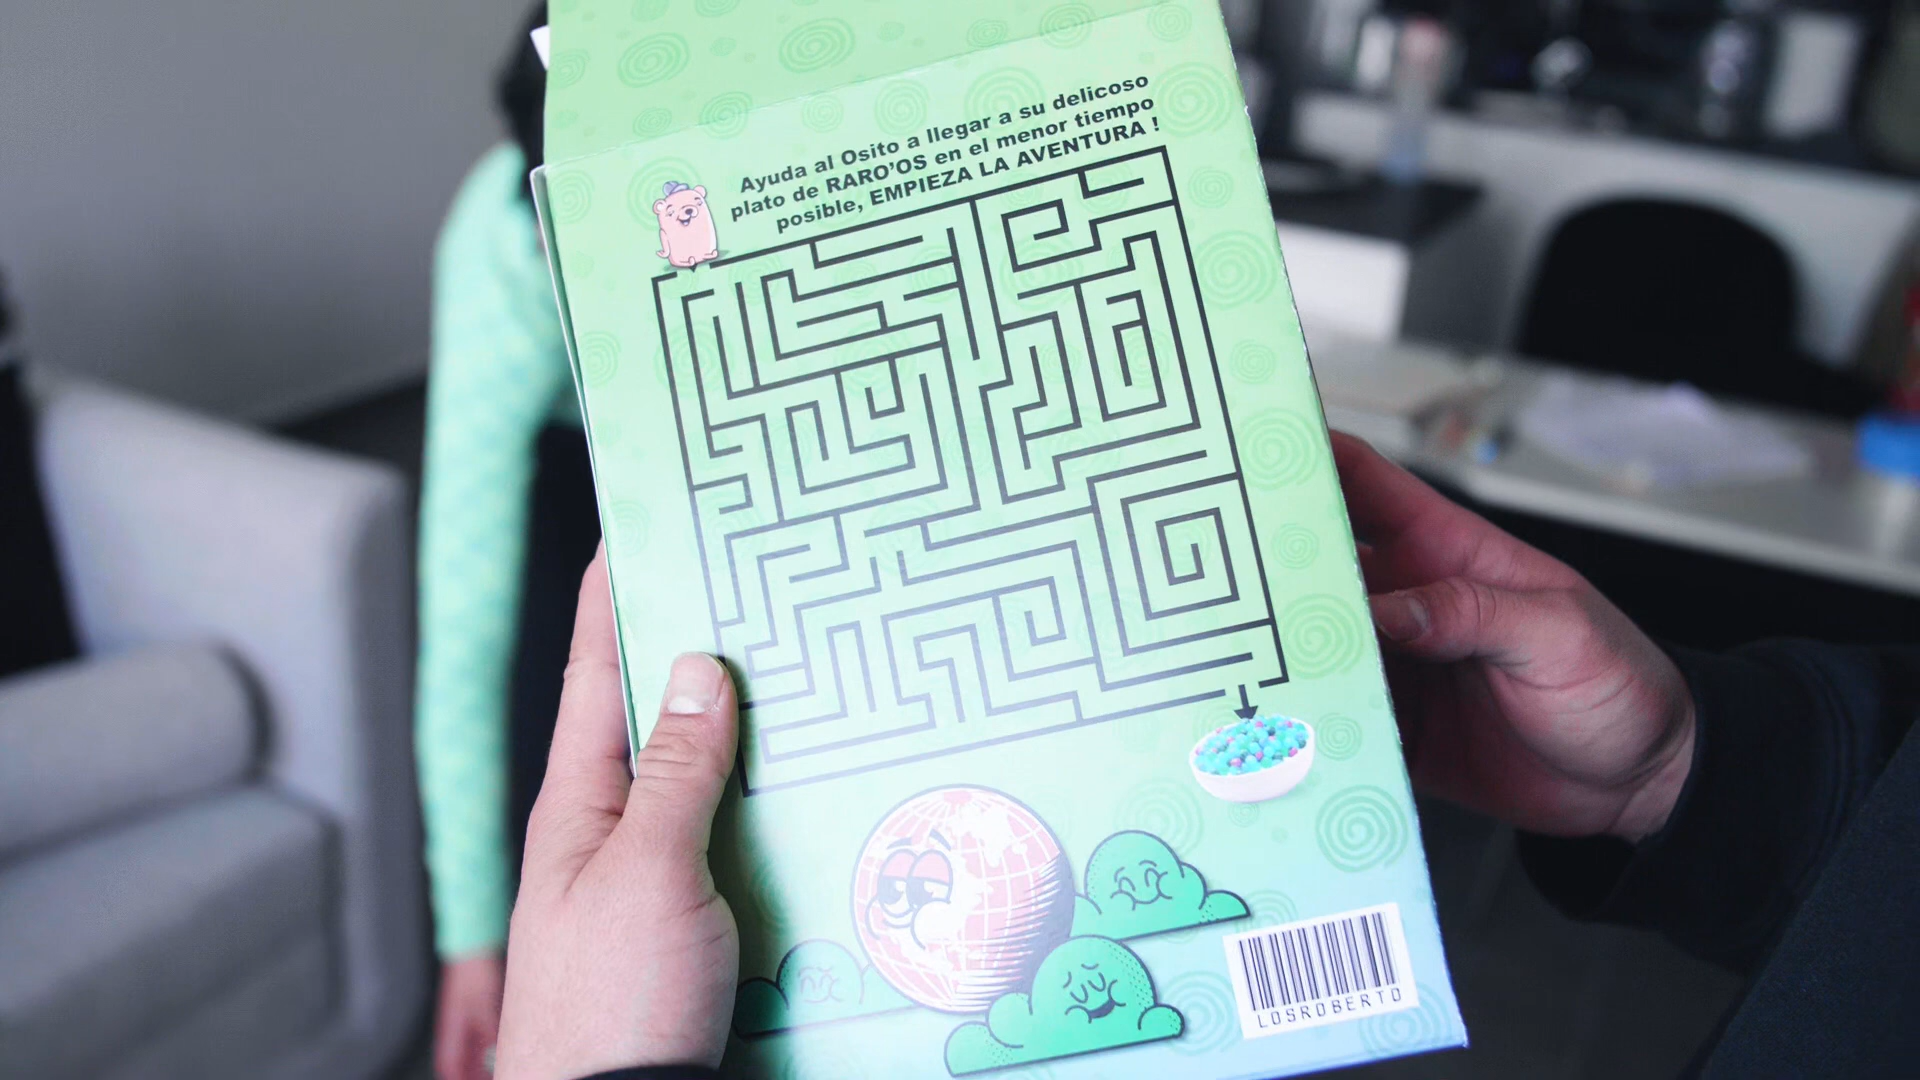 Ayuda al Osito a llegar a su delicoso
plato de RARO'OS en el menor tiempo
posible, EMPIEZA LA AVENTURA !
LOSROBERTO